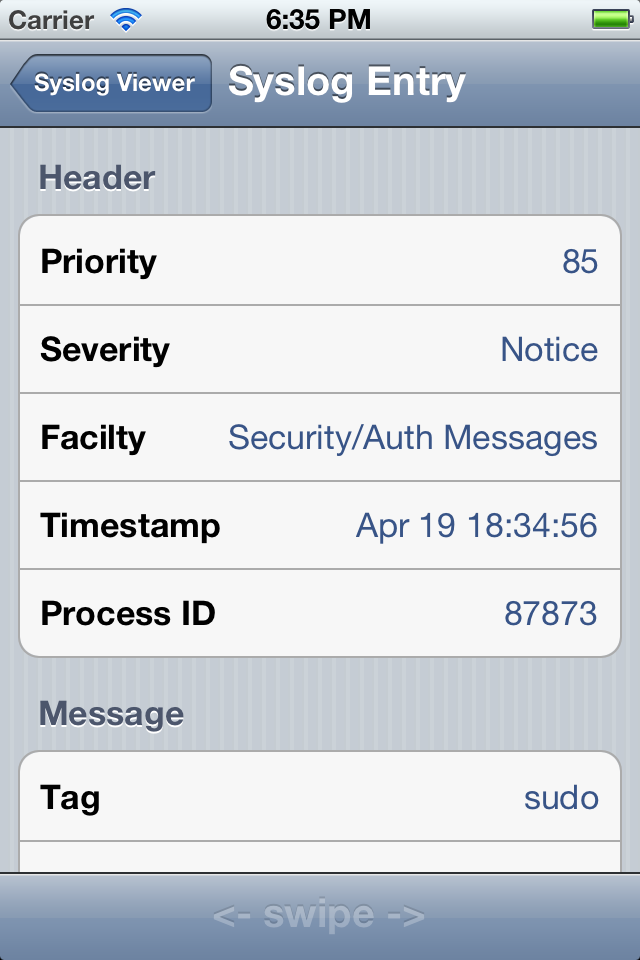 Carrier 6:35 PM
Syslog Viewer Syslog Entry
Header
Priority 85
Severity Notice
Facilty Security/Auth Messages
Timestamp Apr 19 18:34:56
Process ID 87873
Message
Tag sudo
<- swipe ->